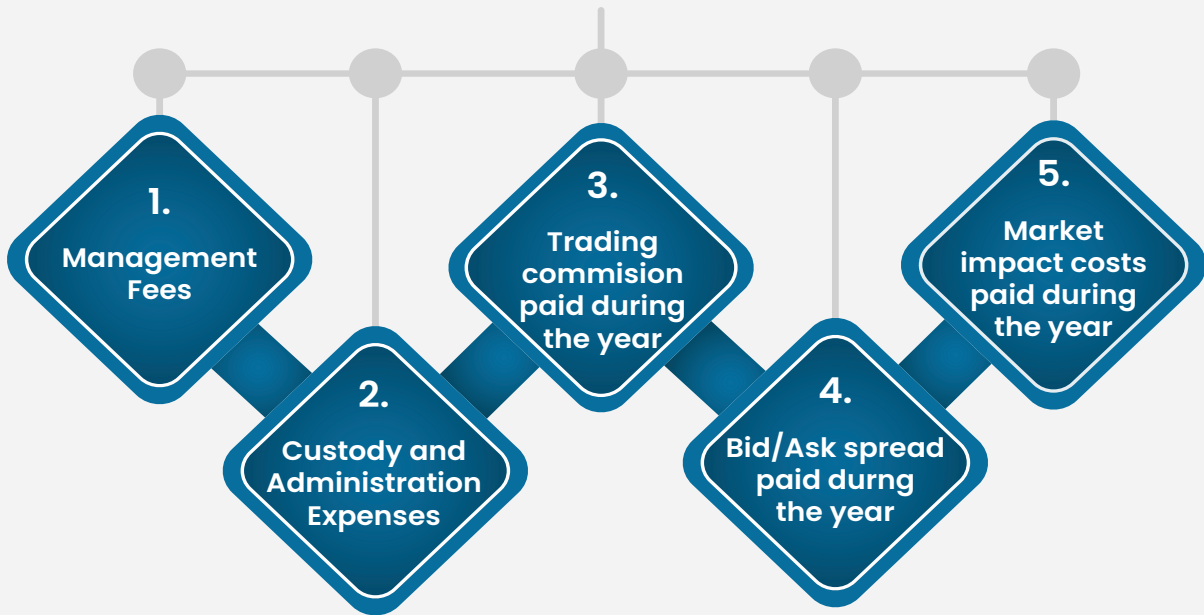 1.
Management
Fees
2.
Custody and
Administration
Expenses
3.
Trading
commision
paid during
the year
4.
Bid/Ask spread
paid durng
the year
5.
Market
impact costs
paid during
the year